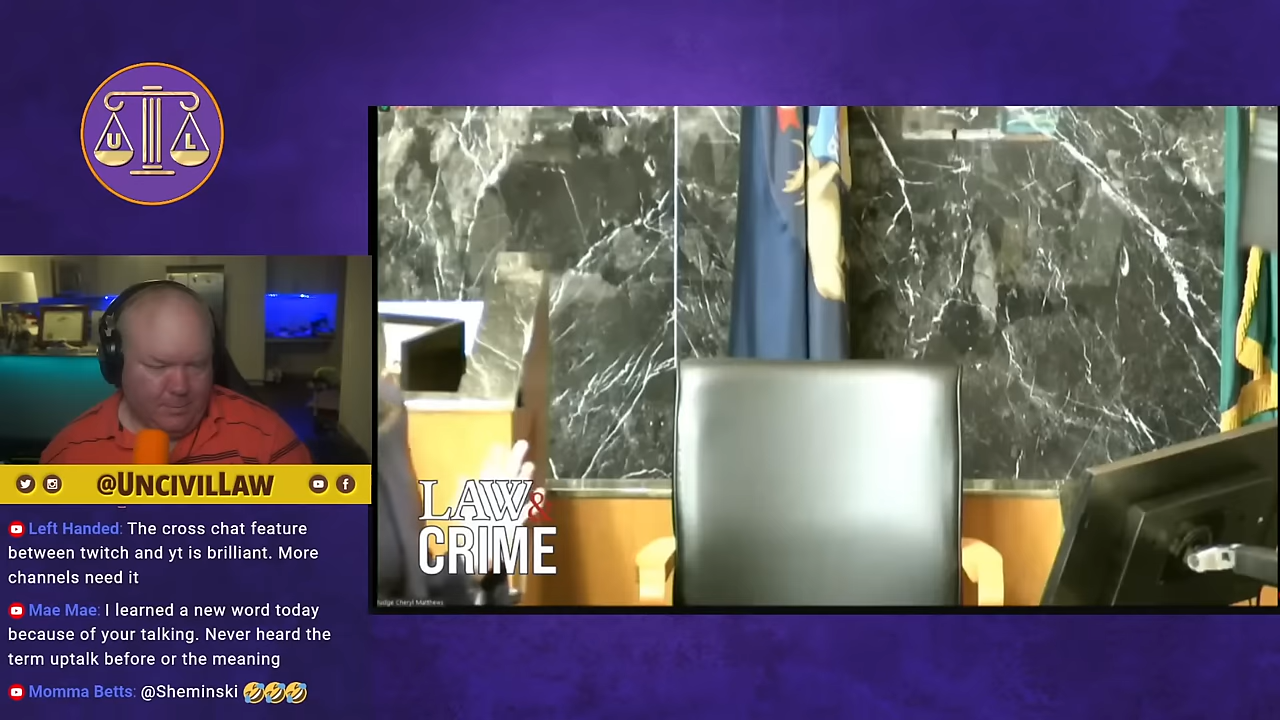 U L
LAW&
CRIME
Judge Cheryl Matthews
@UNCIVILLAW
Left Handed: The cross chat feature
between twitch and yt is brilliant. More
channels need it
Mae Mae: I learned a new word today
because of your talking. Never heard the
term uptalk before or the meaning
Momma Betts: @Sheminski 🤣🤣🤣